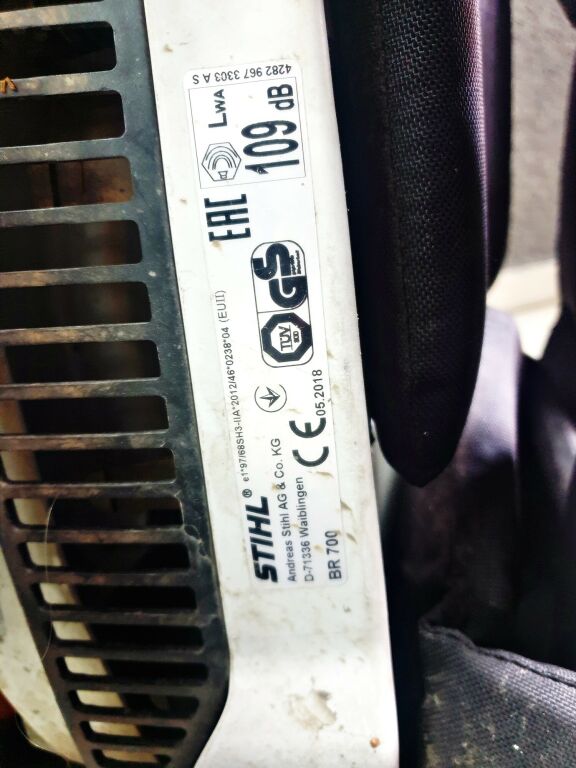 STIHL ® e1*97/68SH3-IIA*2012/46*0238*04 (EUII)
Andreas Stihl AG & Co. KG
D-71336 Waiblingen
BR 700
CE 05.2018
TÜV
GS
EAC
LWA
109 dB
4282 967 3303 A S